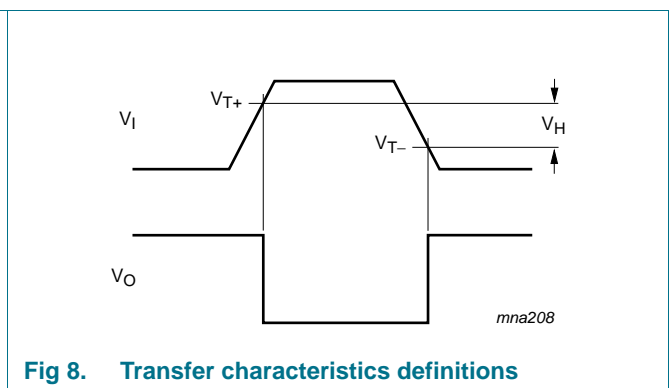 VT+
VI
VH
VT−
VO
mna208
Fig 8. Transfer characteristics definitions